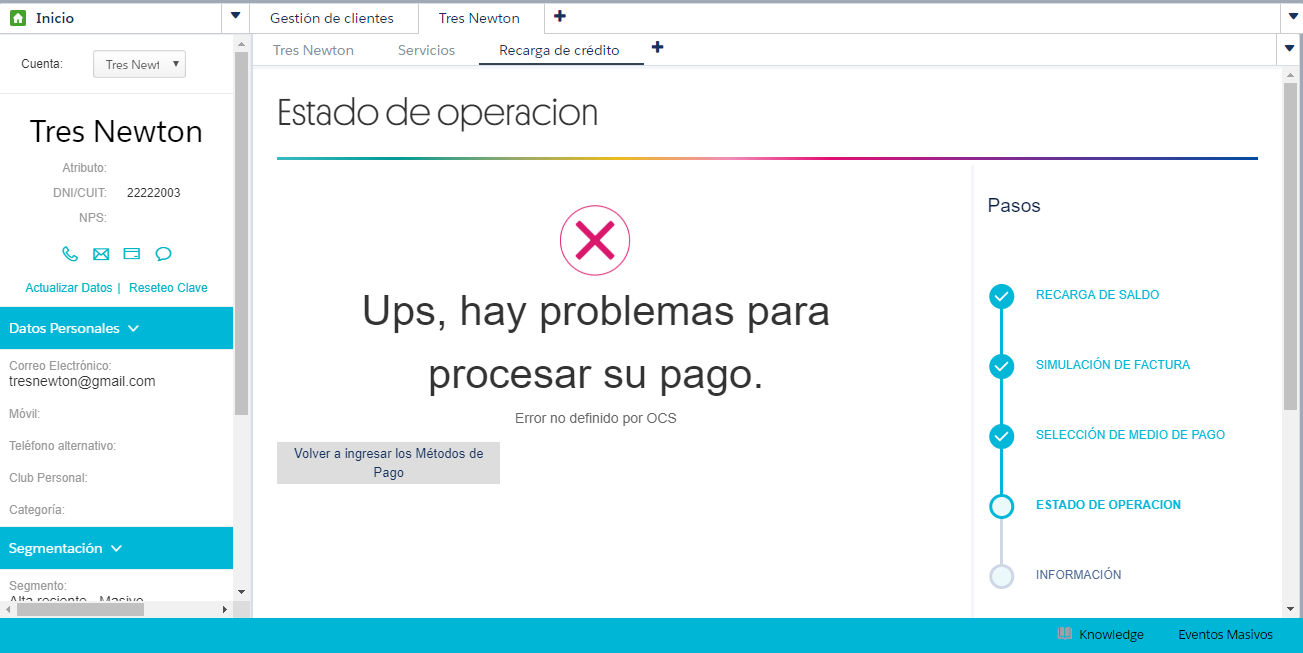 Inicio
Gestión de clientes
Tres Newton
Cuenta:
Tres Newt
Tres Newton
Servicios
Recarga de crédito
Tres Newton
Atributo:
DNI/CUIT: 22222003
NPS:
Actualizar Datos | Reseteo Clave
Datos Personales
Correo Electrónico:
tresnewton@gmail.com
Móvil:
Teléfono alternativo:
Club Personal:
Categoría:
Segmentación
Segmento:
Alta reciente - Masivo
Estado de operacion
Ups, hay problemas para
procesar su pago.
Error no definido por OCS
Volver a ingresar los Métodos de
Pago
Pasos
RECARGA DE SALDO
SIMULACIÓN DE FACTURA
SELECCIÓN DE MEDIO DE PAGO
ESTADO DE OPERACION
INFORMACIÓN
Knowledge
Eventos Masivos